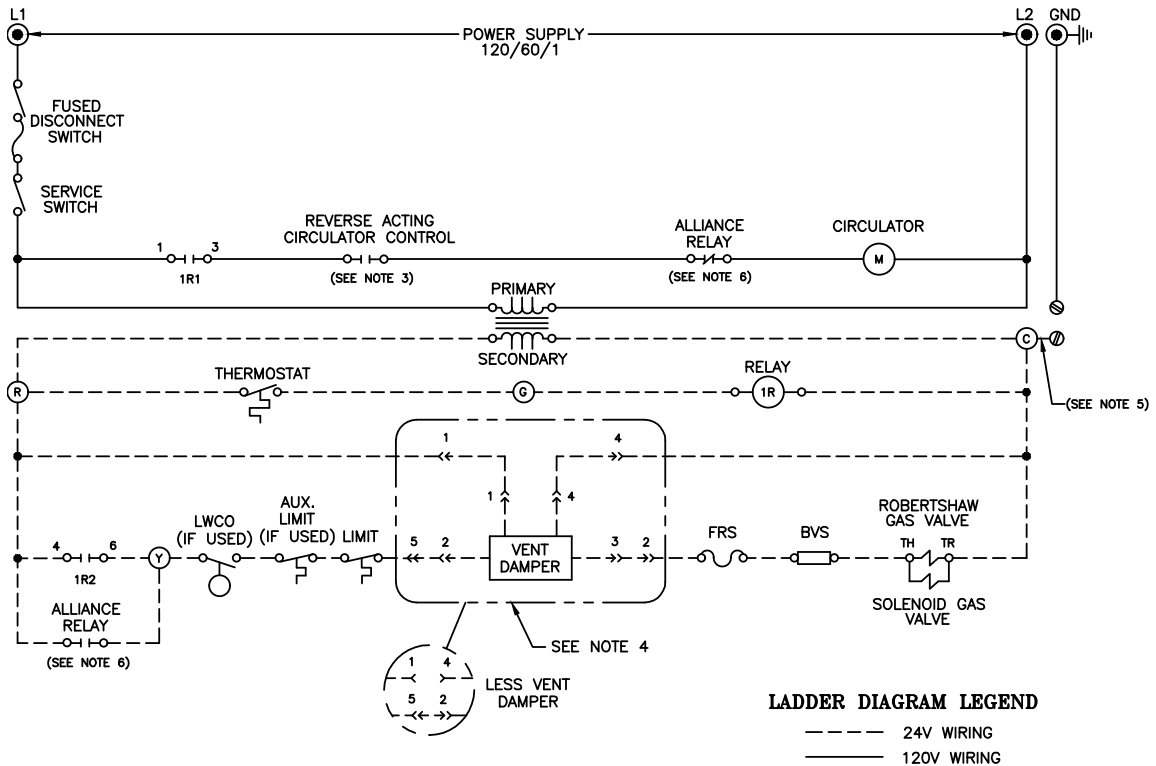 L1
L2 GND
POWER SUPPLY
120/60/1
FUSED
DISCONNECT
SWITCH
SERVICE
SWITCH
1 3
1R1
REVERSE ACTING
CIRCULATOR CONTROL
(SEE NOTE 3)
ALLIANCE
RELAY
(SEE NOTE 6)
CIRCULATOR
M
PRIMARY
SECONDARY
C
(SEE NOTE 5)
R
THERMOSTAT
G
RELAY
1R
1
4
1
4
4 6
1R2
Y
LWCO
(IF USED)
AUX.
LIMIT
(IF USED)
LIMIT
5 2
VENT
DAMPER
3 2
FRS
BVS
ROBERTSHAW
GAS VALVE
TH TR
SOLENOID GAS
VALVE
ALLIANCE
RELAY
(SEE NOTE 6)
SEE NOTE 4
1 4
5 2
LESS VENT
DAMPER
LADDER DIAGRAM LEGEND
24V WIRING
120V WIRING